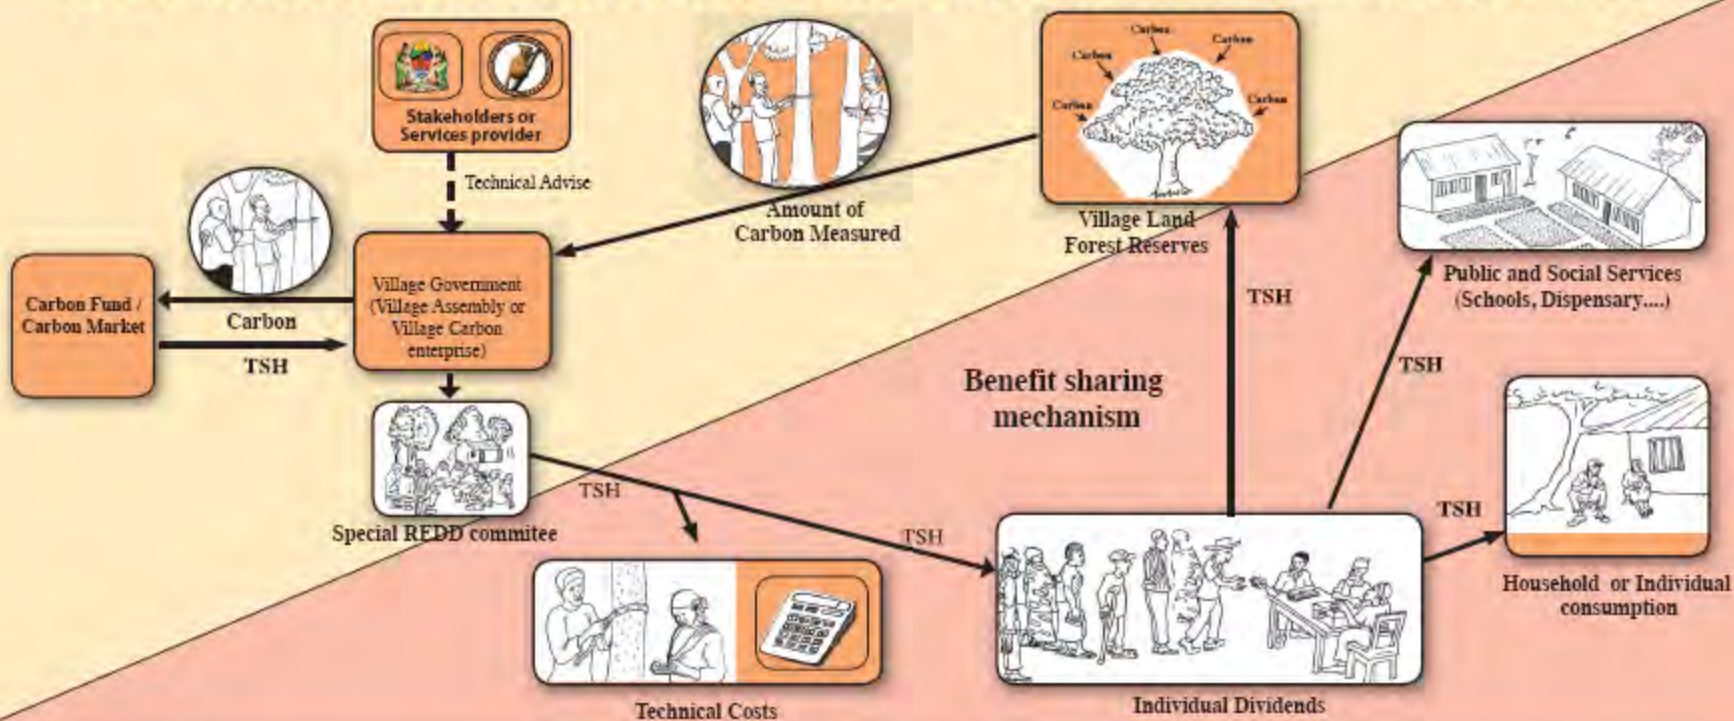 Carbon
Carbon
Carbon
Carbon
Carbon
Stakeholders or
Services provider
Technical Advise
Amount of
Carbon Measured
Village Land
Forest Reserves
Public and Social Services
(Schools, Dispensary....)
Carbon Fund /
Carbon Market
Carbon
TSH
Village Government
(Village Assembly or
Village Carbon
enterprise)
TSH
TSH
Benefit sharing
mechanism
Special REDD commitee
TSH
TSH
TSH
Household or Individual
consumption
Technical Costs
Individual Dividends